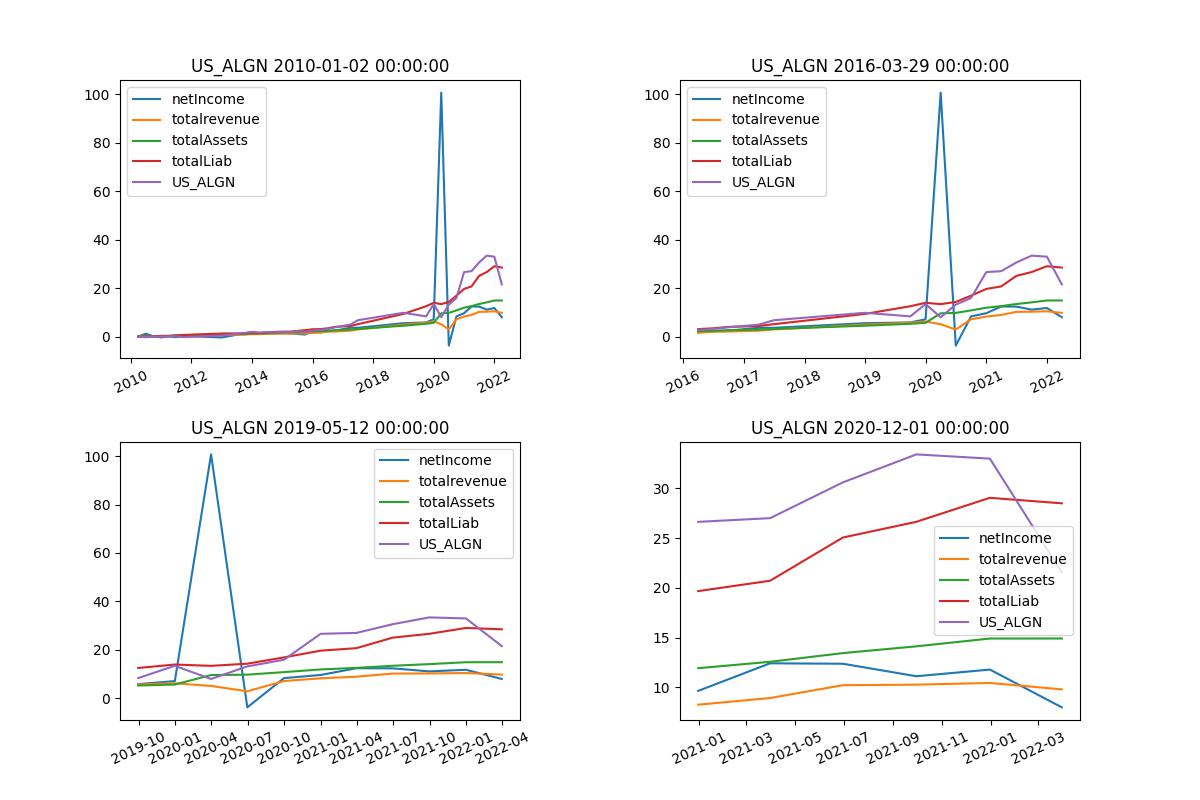 US_ALGN 2010-01-02 00:00:00
100
80
60
40
20
0
netIncome
totalrevenue
totalAssets
totalLiab
US_ALGN
2010 2012 2014 2016 2018 2020 2022
US_ALGN 2016-03-29 00:00:00
100
80
60
40
20
0
netIncome
totalrevenue
totalAssets
totalLiab
US_ALGN
2016 2017 2018 2019 2020 2021 2022
US_ALGN 2019-05-12 00:00:00
100
80
60
40
20
0
netIncome
totalrevenue
totalAssets
totalLiab
US_ALGN
2019-10 2020-01 2020-04 2020-07 2020-10 2021-01 2021-04 2021-07 2021-10 2022-01 2022-04
US_ALGN 2020-12-01 00:00:00
30
25
20
15
10
netIncome
totalrevenue
totalAssets
totalLiab
US_ALGN
2021-01 2021-03 2021-05 2021-07 2021-09 2021-11 2022-01 2022-03